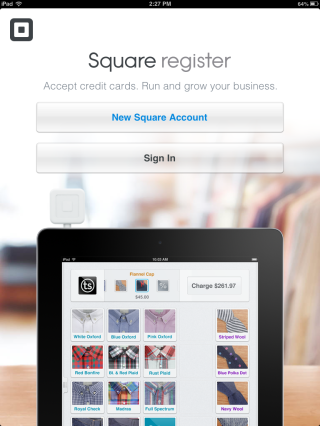 iPad 2:27 PM 64%
Square register
Accept credit cards. Run and grow your business.
New Square Account
Sign In
iPad 10:02 AM
Flannel Cap
ts $45.00 Charge $261.97
White Oxford Blue Oxford Pink Oxford Striped Wool
Red Bonfire Bl. & Red Plaid Rust Plaid Blue Polka Dot
Royal Check Madras Full Spectrum Navy Wool